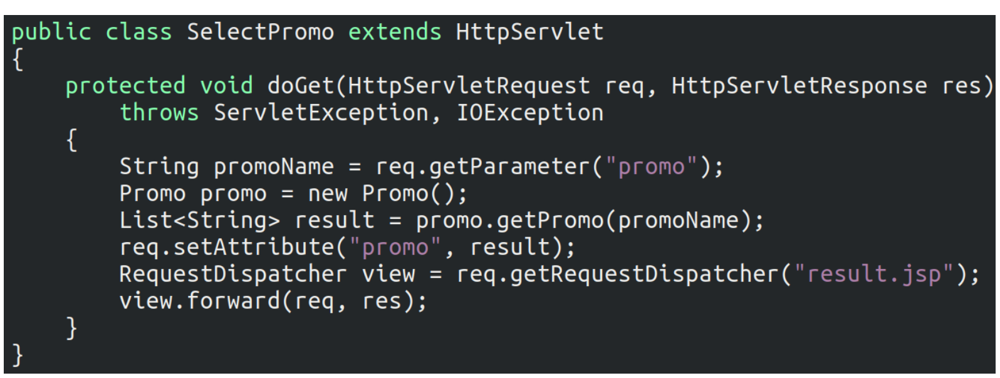 public class SelectPromo extends HttpServlet
{
    protected void doGet(HttpServletRequest req, HttpServletResponse res)
        throws ServletException, IOException
    {
        String promoName = req.getParameter("promo");
        Promo promo = new Promo();
        List<String> result = promo.getPromo(promoName);
        req.setAttribute("promo", result);
        RequestDispatcher view = req.getRequestDispatcher("result.jsp");
        view.forward(req, res);
    }
}